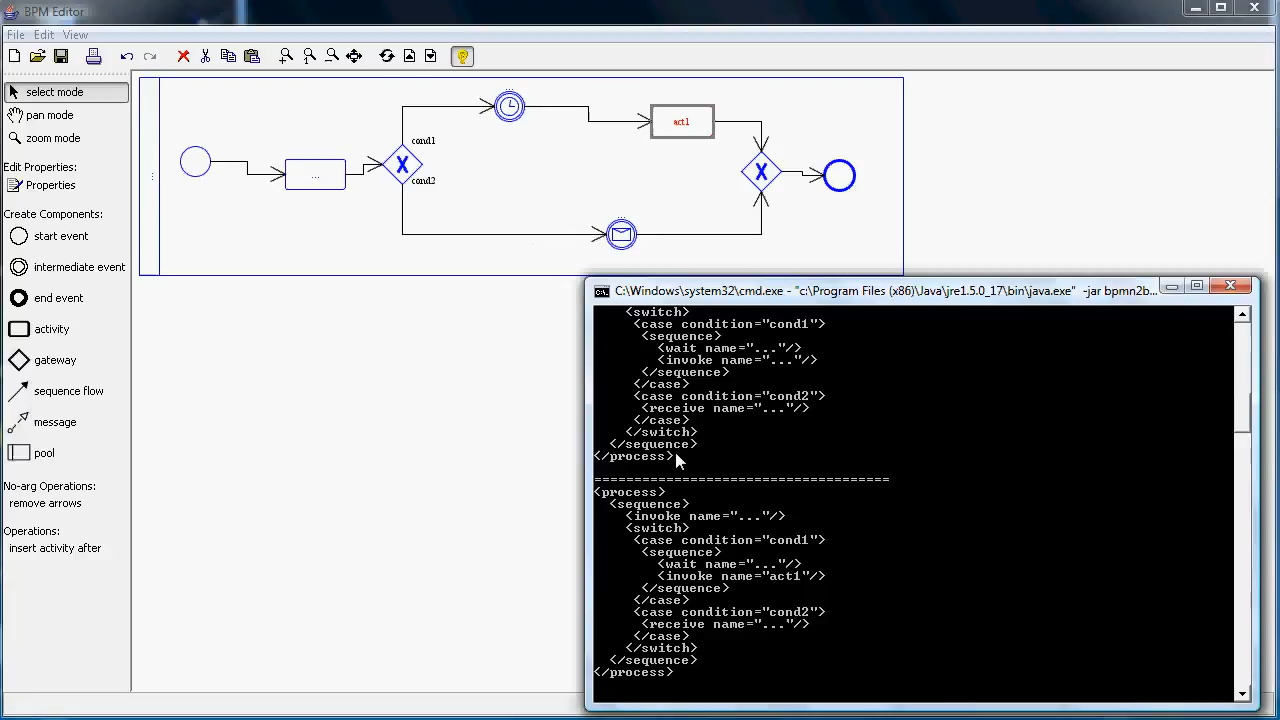 BPM Editor
File Edit View
select mode
pan mode
zoom mode
Edit Properties:
Properties
Create Components:
start event
intermediate event
end event
activity
gateway
sequence flow
message
pool
No-arg Operations:
remove arrows
Operations:
insert activity after
...
...
cond1
X
cond2
...
act1
...
X
C:\Windows\system32\cmd.exe - "c:\Program Files (x86)\Java\jre1.5.0_17\bin\java.exe" -jar bpmn2b...
<switch>
<case condition="cond1">
<sequence>
<wait name="..."/>
<invoke name="..."/>
</sequence>
</case>
<case condition="cond2">
<receive name="..."/>
</case>
</switch>
</sequence>
</process>
=====================================
<process>
<sequence>
<invoke name="..."/>
<switch>
<case condition="cond1">
<sequence>
<wait name="..."/>
<invoke name="act1"/>
</sequence>
</case>
<case condition="cond2">
<receive name="..."/>
</case>
</switch>
</sequence>
</process>